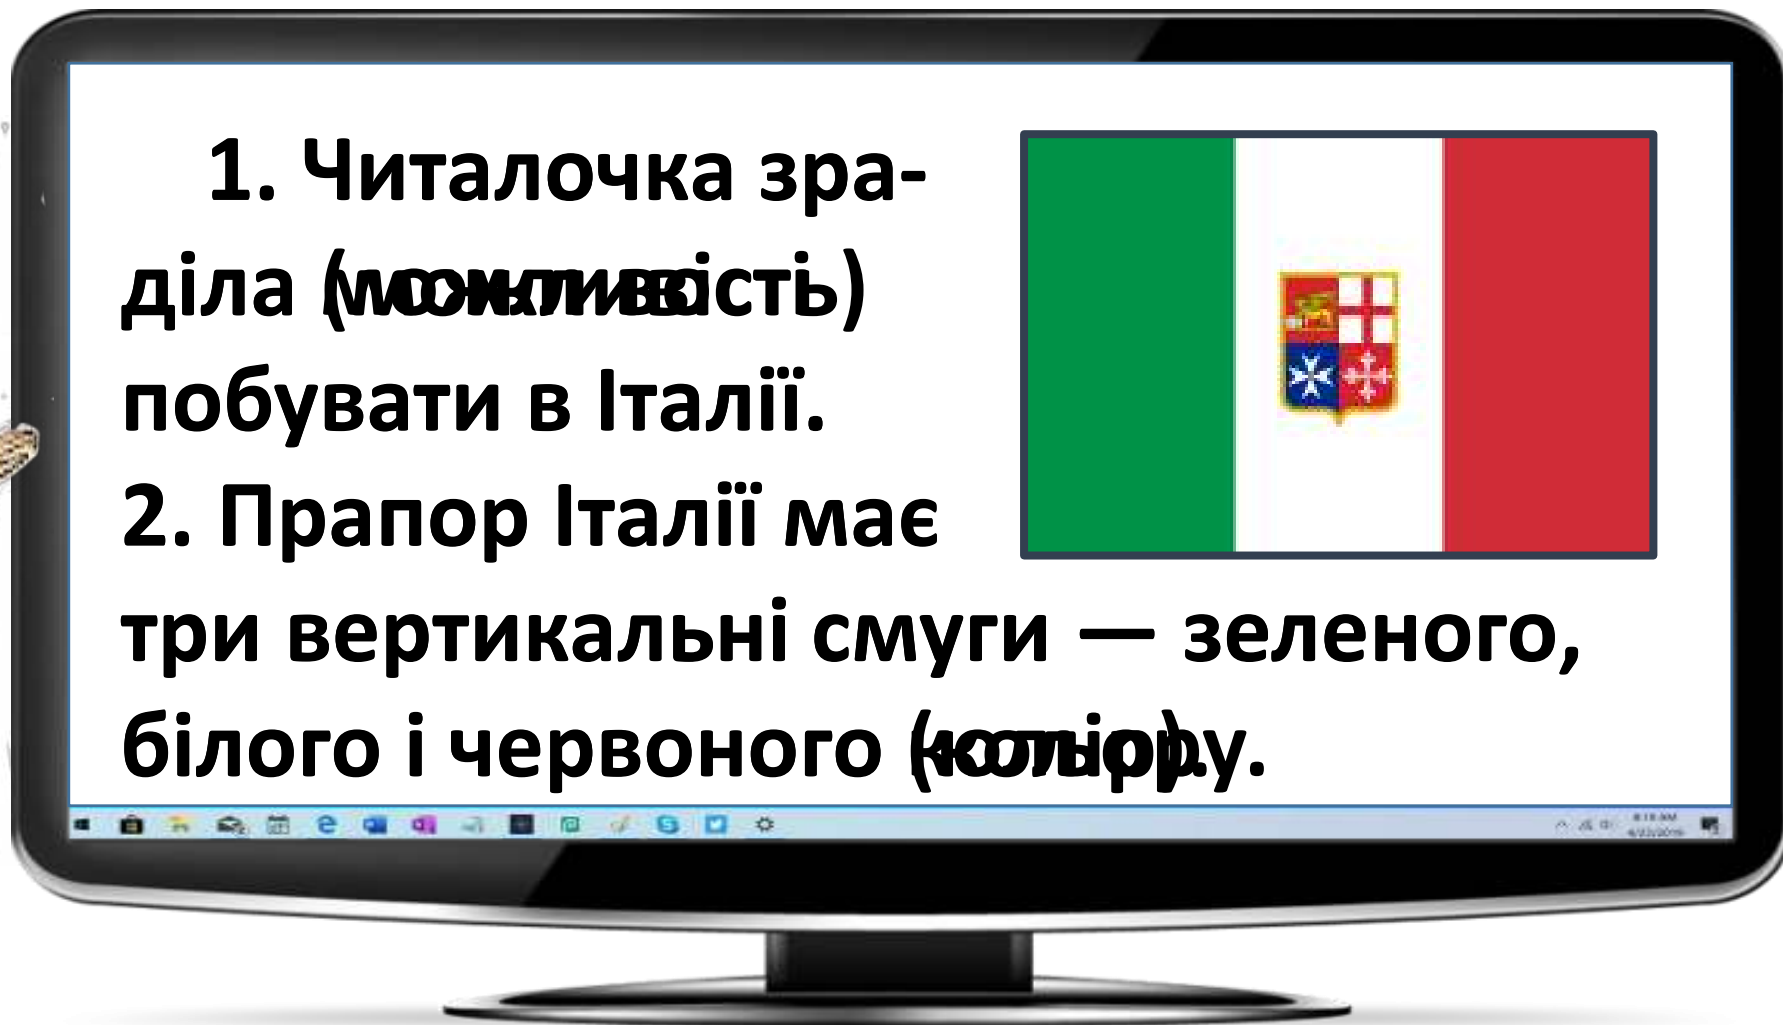 1. Читалочка зра-
діла (можливість)
побувати в Італії.
2. Прапор Італії має
три вертикальні смуги — зеленого,
білого і червоного (колір).